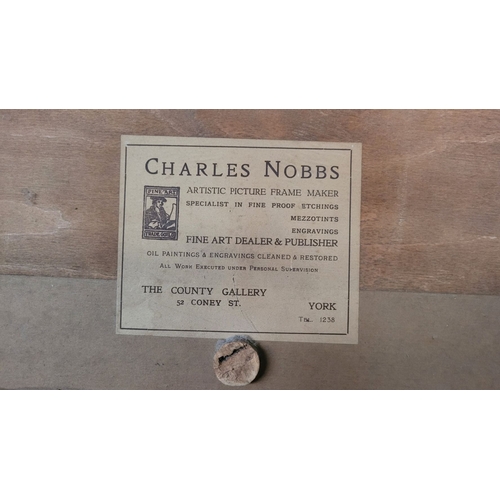 CHARLES NOBBS
FINE ART
TRADE GUILD
ARTISTIC PICTURE FRAME MAKER
SPECIALIST IN FINE PROOF ETCHINGS
MEZZOTINTS
ENGRAVINGS
FINE ART DEALER & PUBLISHER
OIL PAINTINGS & ENGRAVINGS CLEANED & RESTORED
ALL WORK EXECUTED UNDER PERSONAL SUPERVISION
THE COUNTY GALLERY
52 CONEY ST. YORK
TEL. 1238